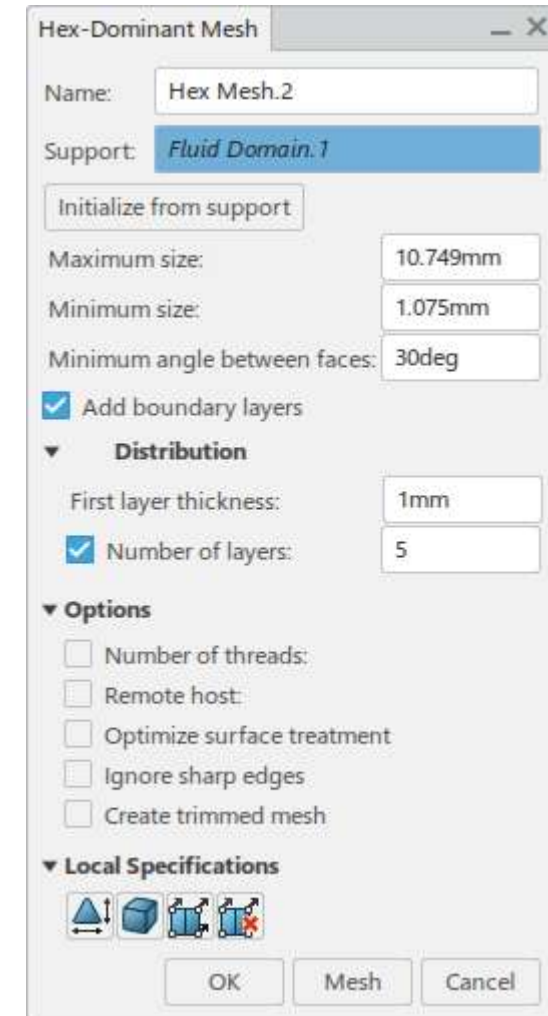 Hex-Dominant Mesh
Name: Hex Mesh.2
Support: Fluid Domain.1
Initialize from support
Maximum size: 10.749mm
Minimum size: 1.075mm
Minimum angle between faces: 30deg
Add boundary layers
Distribution
First layer thickness: 1mm
Number of layers: 5
Options
Number of threads:
Remote host:
Optimize surface treatment
Ignore sharp edges
Create trimmed mesh
Local Specifications
OK Mesh Cancel